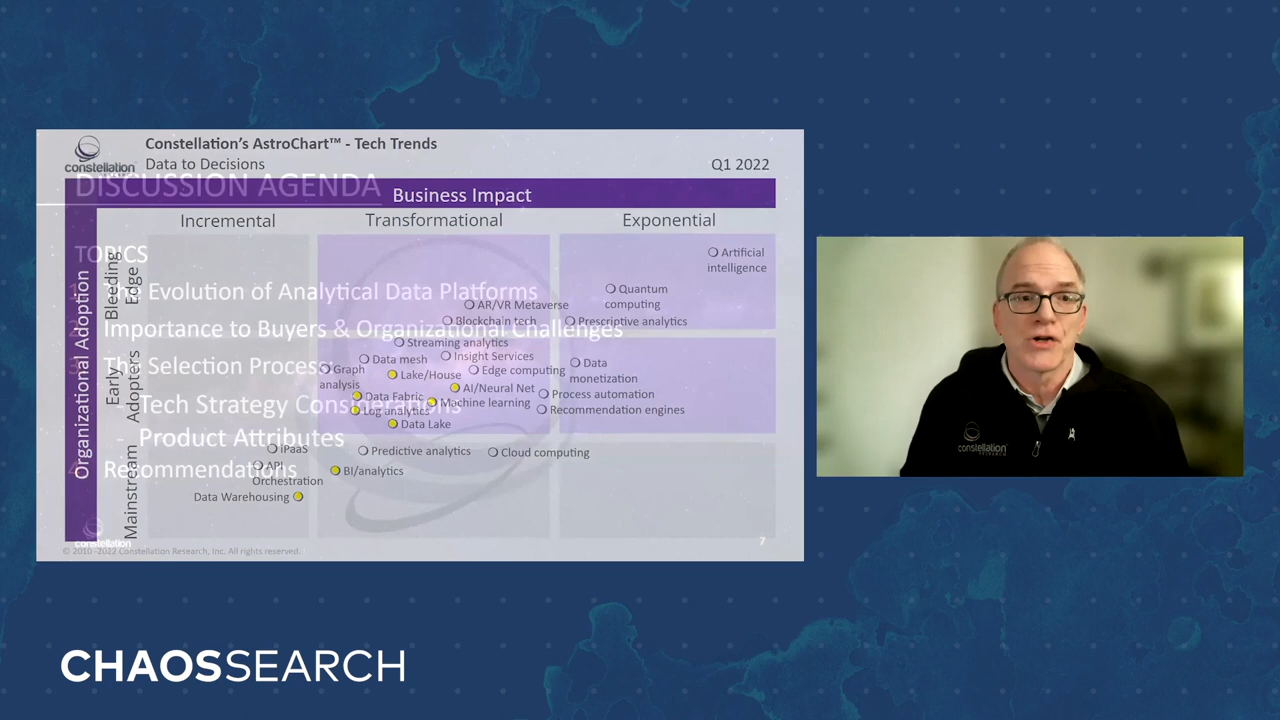 Constellation's AstroChart™ - Tech Trends
constellation
Data to Decisions
Q1 2022
DISCUSSION AGENDA
Business Impact
Incremental
Transformational
Exponential
Organizational Adoption
Bleeding
Edge
Early
Adopters
Mainstream
TOPICS
The Evolution of Analytical Data Platforms
Importance to Buyers & Organizational Challenges
The Selection Process
Tech Strategy Considerations
Product Attributes
Recommendations
Artificial
intelligence
Quantum
computing
AR/VR Metaverse
Blockchain tech
Prescriptive analytics
Streaming analytics
Data mesh
Insight Services
Data
monetization
Graph
analysis
Lake/House
Edge computing
AI/Neural Net
Process automation
Data Fabric
Machine learning
Log analytics
Recommendation engines
Data Lake
iPaaS
Predictive analytics
Cloud computing
API
Orchestration
BI/analytics
Data Warehousing
constellation
7
© 2010 -2022 Constellation Research, Inc. All rights reserved.
constellation
RESEARCH
CHAOSSEARCH